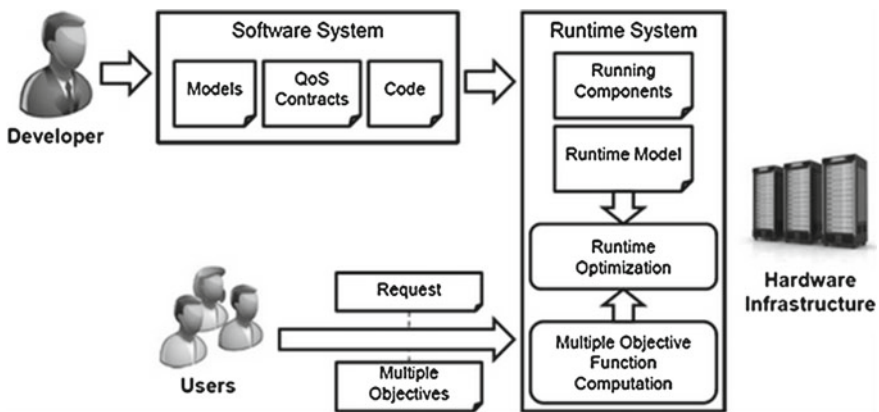 Software System
Models
QoS
Contracts
Code
Developer
Runtime System
Running
Components
Runtime Model
Runtime
Optimization
Multiple Objective
Function
Computation
Hardware
Infrastructure
Request
Multiple
Objectives
Users